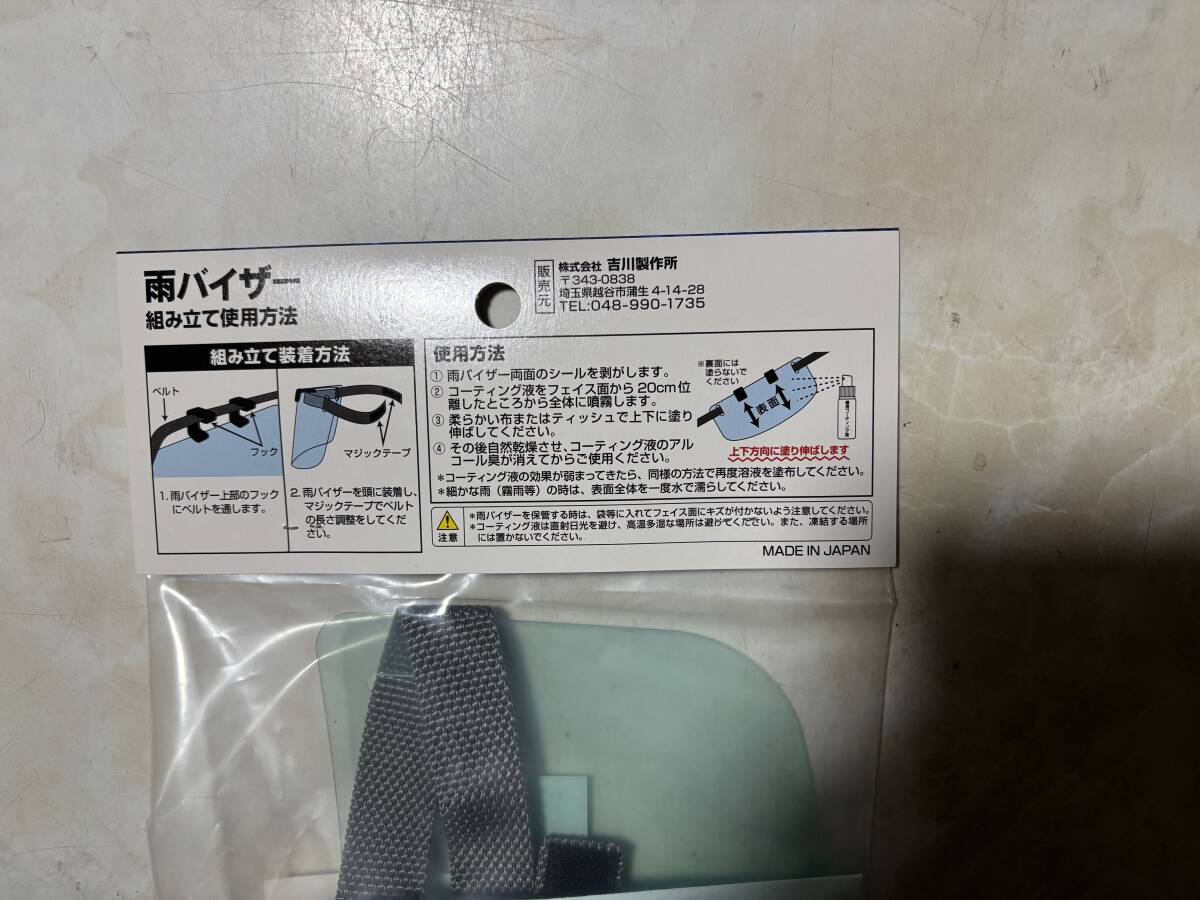 雨バイザー
組み立て使用方法
販売元
株式会社 吉川製作所
〒343-0838
埼玉県越谷市蒲生 4-14-28
TEL:048-990-1735
組み立て装着方法
ベルト
フック
1. 雨バイザー上部のフック
にベルトを通します。
マジックテープ
2. 雨バイザーを頭に装着し、
マジックテープでベルト
の長さ調整をしてくだ
さい。
使用方法
① 雨バイザー両面のシールを剥がします。
② コーティング液をフェイス面から20cm位
離したところから全体に噴霧します。
③ 柔らかい布またはティッシュで上下に塗り
伸ばしてください。
④ その後自然乾燥させ、コーティング液のアル
コール臭が消えてからご使用ください。
*コーティング液の効果が弱まってきたら、同様の方法で再度溶液を塗布してください。
*細かな雨（霧雨等）の時は、表面全体を一度水で濡らしてください。
※裏面には
塗らないで
ください
表面
上下方向に塗り伸ばします
注意
*雨バイザーを保管する時は、袋等に入れてフェイス面にキズが付かないよう注意してください。
*コーティング液は直射日光を避け、高温多湿な場所は避けてください。また、凍結する場所
には置かないでください。
MADE IN JAPAN